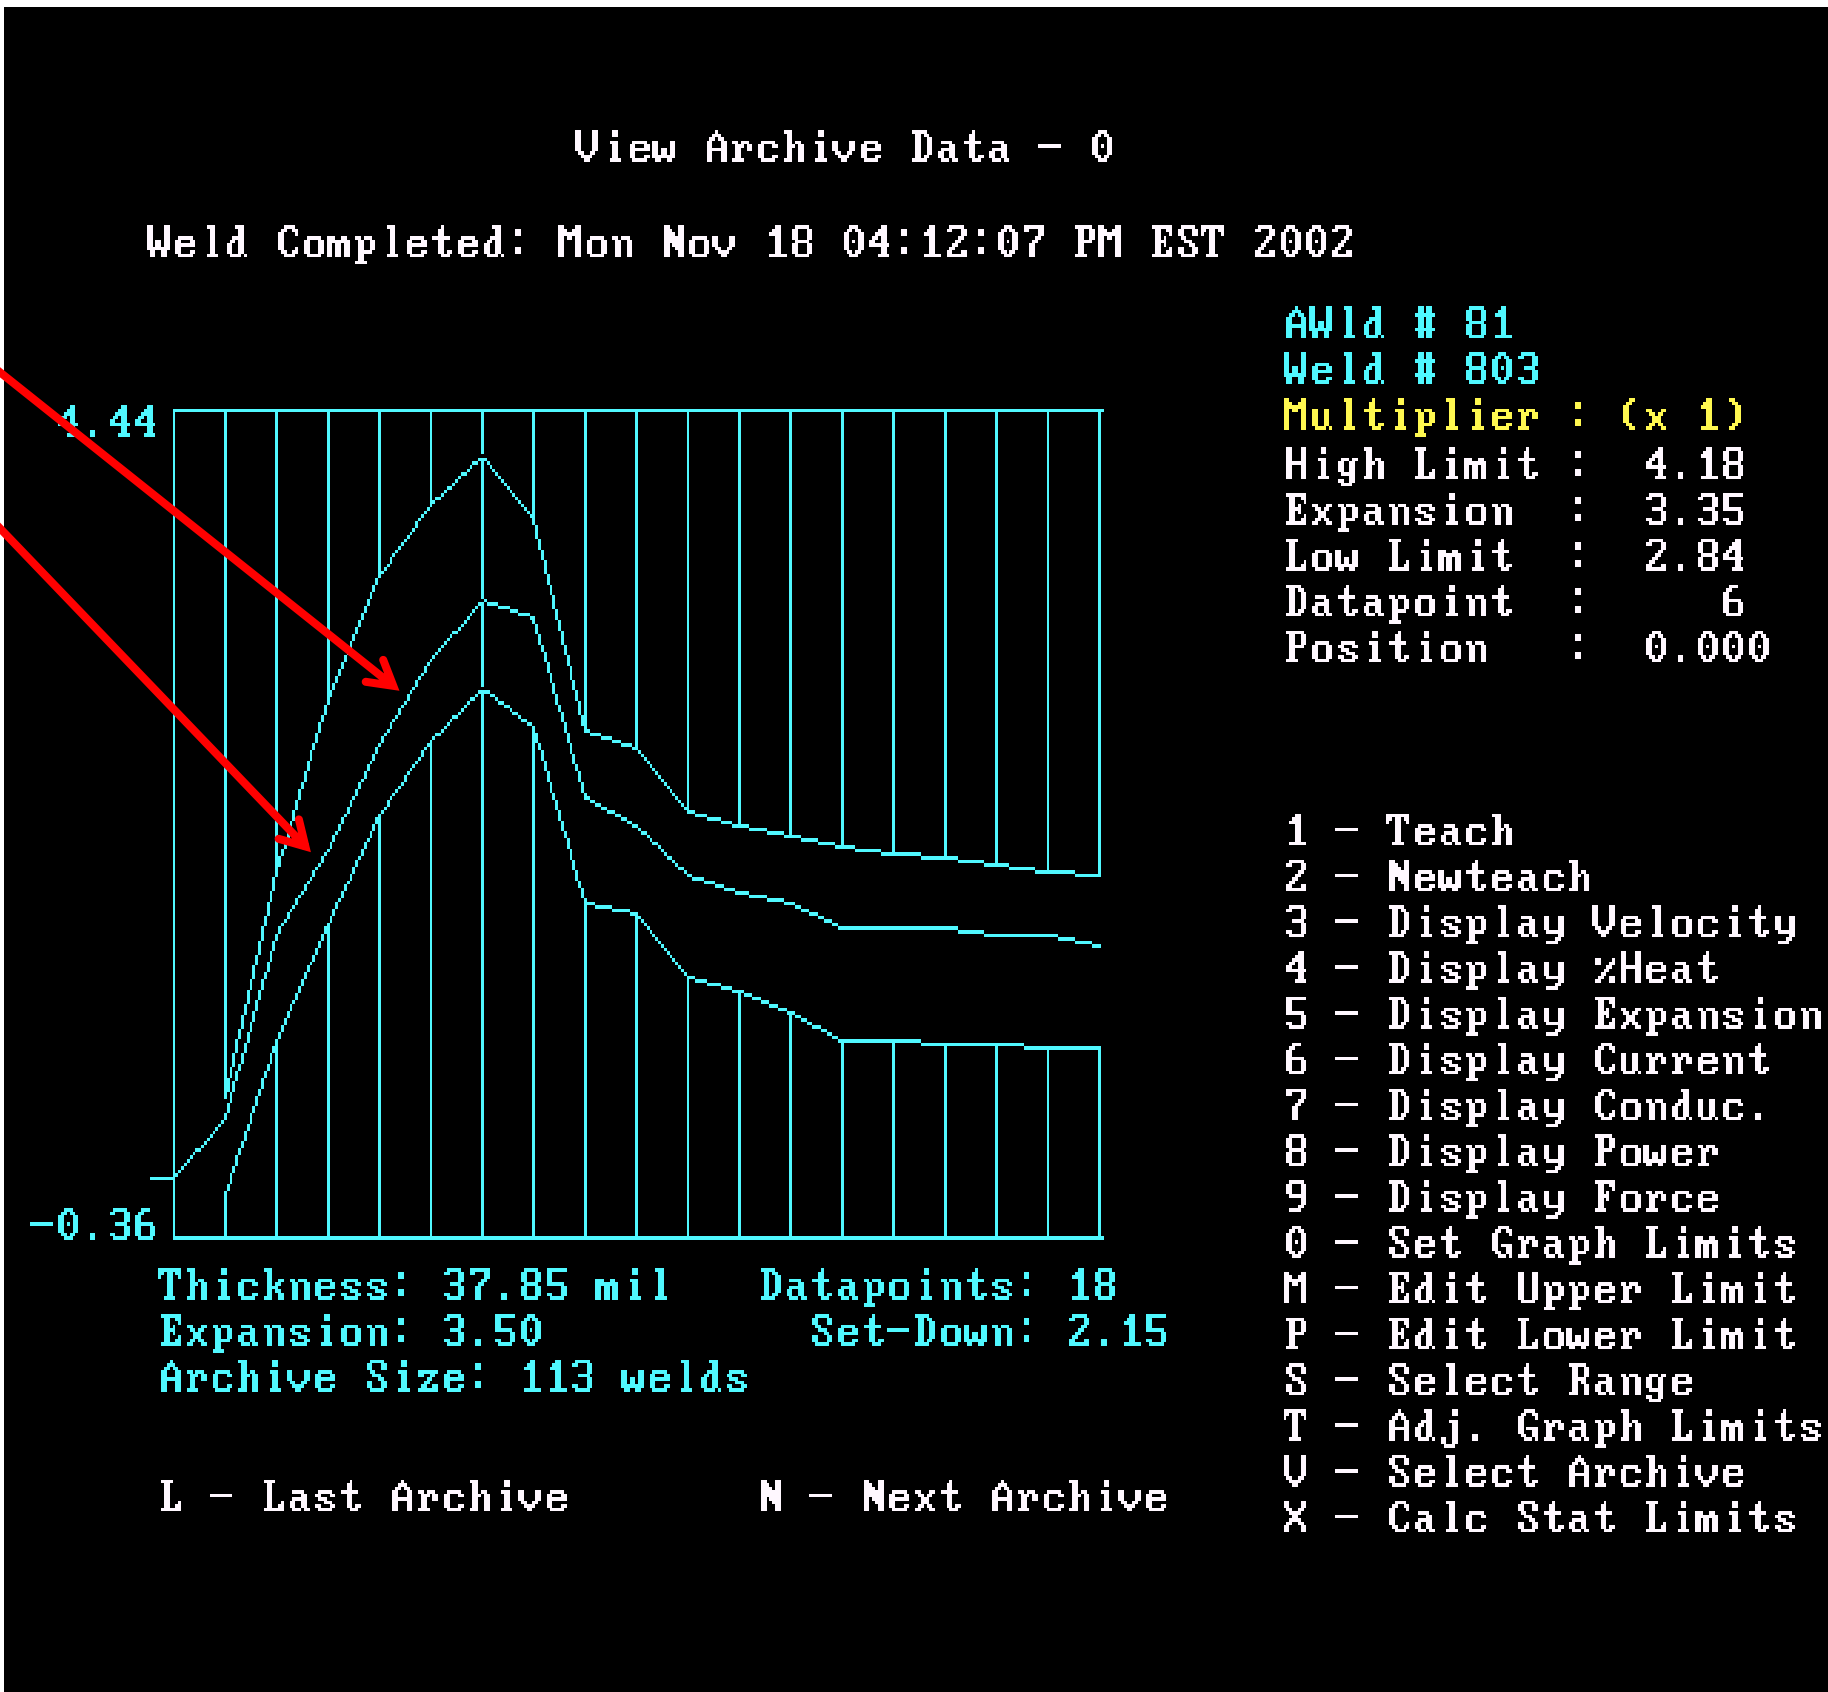 View Archive Data - 0
Weld Completed: Mon Nov 18 04:12:07 PM EST 2002
AWld # 81
Weld # 803
Multiplier : (x 1)
High Limit : 4.18
Expansion : 3.35
Low Limit : 2.84
Datapoint : 6
Position : 0.000
4.44
-0.36
Thickness: 37.85 mil Datapoints: 18
Expansion: 3.50 Set-Down: 2.15
Archive Size: 113 welds
L - Last Archive N - Next Archive
1 - Teach
2 - Newteach
3 - Display Velocity
4 - Display %Heat
5 - Display Expansion
6 - Display Current
7 - Display Conduc.
8 - Display Power
9 - Display Force
0 - Set Graph Limits
M - Edit Upper Limit
P - Edit Lower Limit
S - Select Range
T - Adj. Graph Limits
V - Select Archive
X - Calc Stat Limits